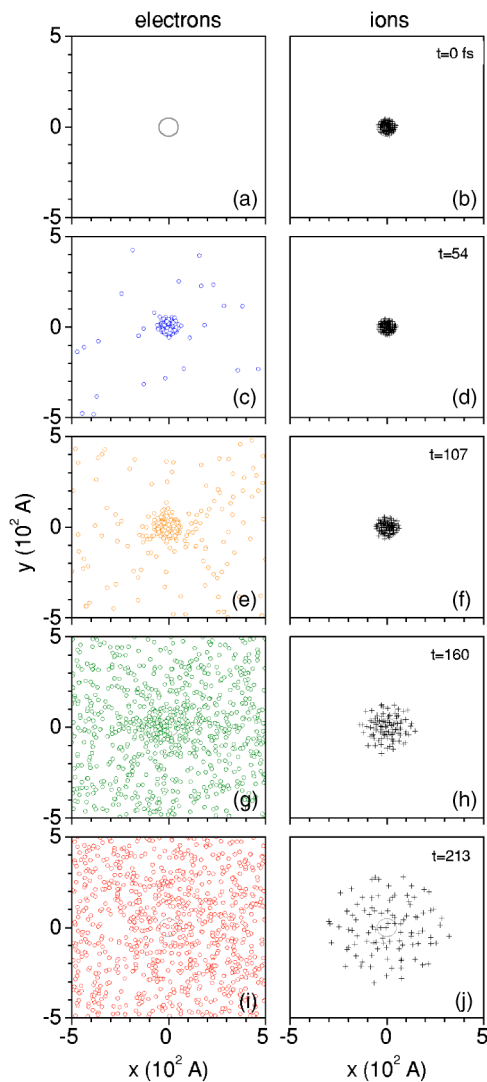 electrons ions
5
t=0 fs
0
-5
(a) (b)
5
t=54
0
-5
(c) (d)
5
t=107
0
-5
(e) (f)
y (10² A)
5
t=160
0
-5
(g) (h)
5
t=213
0
-5
(i) (j)
-5 0 5 -5 0 5
x (10² A) x (10² A)